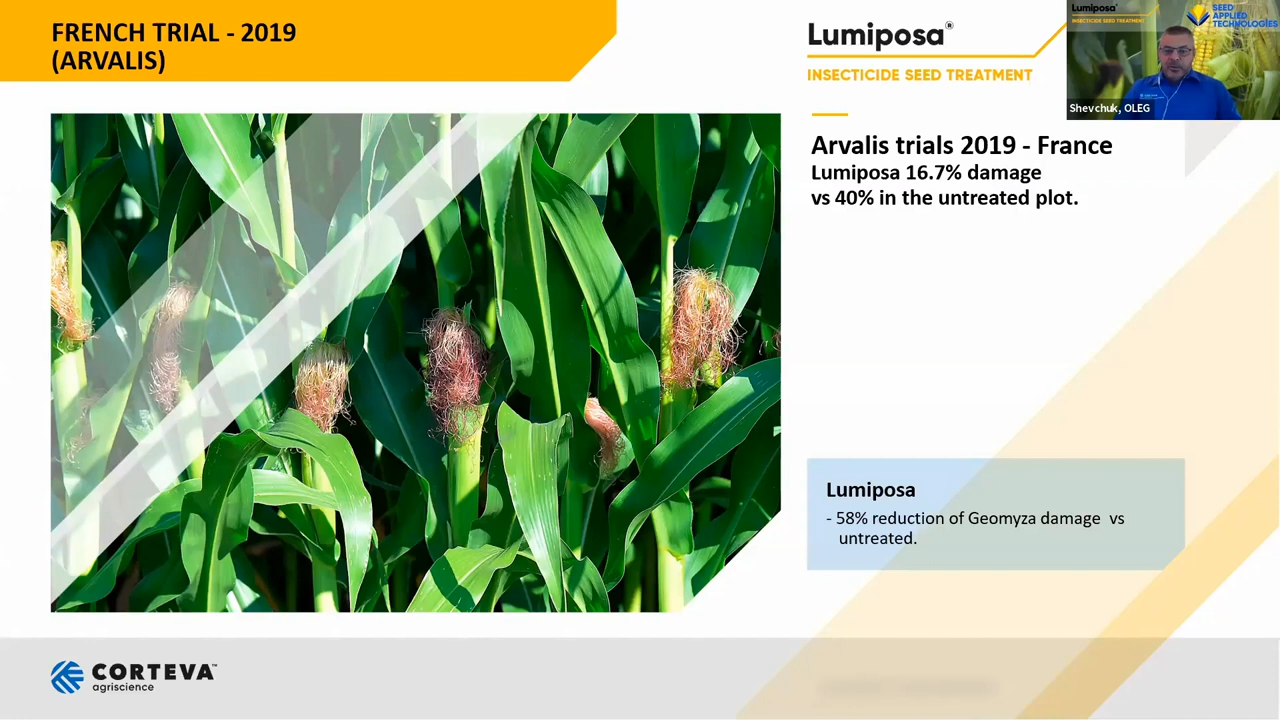 FRENCH TRIAL - 2019
(ARVALIS)
Lumiposa®
INSECTICIDE SEED TREATMENT
Lumiposa®
INSECTICIDE SEED TREATMENT
SEED
APPLIED
TECHNOLOGIES
Shevchuk, OLEG
Arvalis trials 2019 - France
Lumiposa 16.7% damage
vs 40% in the untreated plot.
Lumiposa
- 58% reduction of Geomyza damage vs
untreated.
CORTEVA™
agriscience